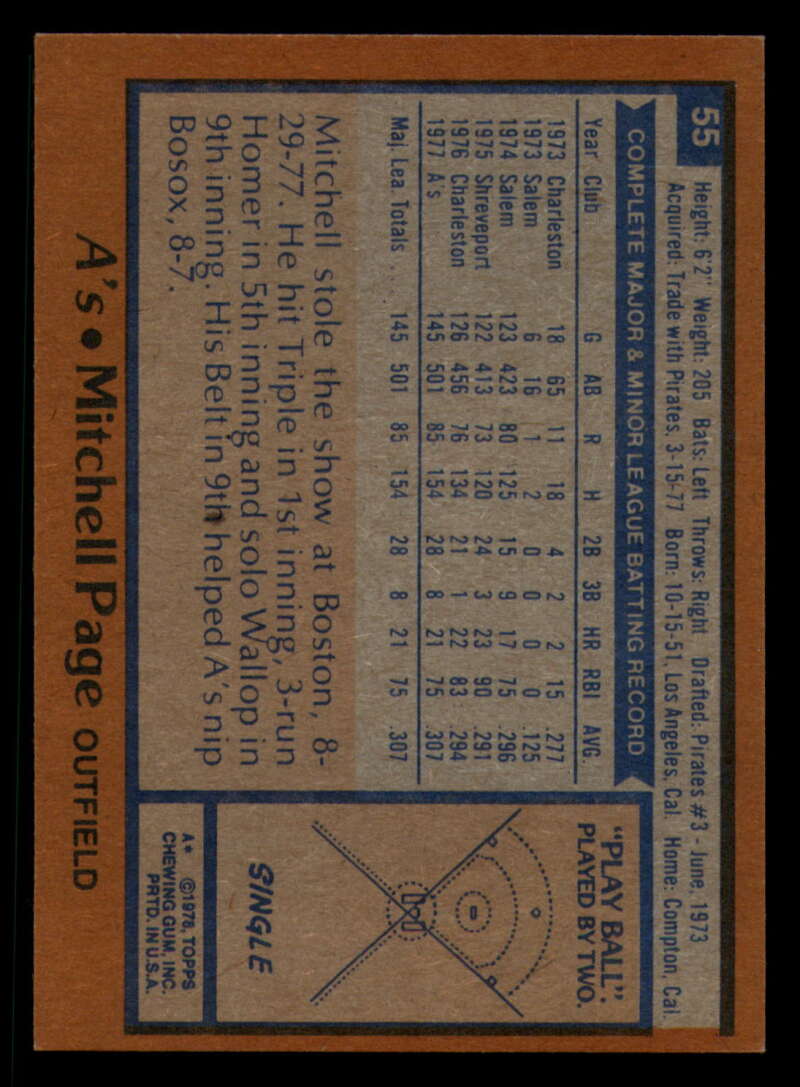 55
Height: 6'2" Weight: 205 Bats: Left Throws: Right Drafted: Pirates #3 - June, 1973
Acquired: Trade with Pirates, 3-15-77 Born: 10-15-51, Los Angeles, Cal. Home: Compton, Cal.
COMPLETE MAJOR & MINOR LEAGUE BATTING RECORD
Year Club G AB R H 2B 3B HR RBI AVG.
1973 Charleston 18 65 11 18 4 2 2 15 .277
1973 Salem 6 16 1 2 0 0 0 0 .125
1974 Salem 123 423 80 125 15 9 17 75 .296
1975 Shreveport 122 413 73 120 24 3 23 90 .291
1976 Charleston 126 456 76 134 21 1 22 83 .294
1977 A's 145 501 85 154 28 8 21 75 .307
Maj. Lea. Totals ... 145 501 85 154 28 8 21 75 .307
Mitchell stole the show at Boston, 8-
29-77. He hit Triple in 1st inning, 3-run
Homer in 5th inning and solo Wallop in
9th inning. His Belt in 9th helped A's nip
Bosox, 8-7.
"PLAY BALL":
PLAYED BY TWO.
SINGLE
A* ©1978, TOPPS
CHEWING GUM, INC.
PRTD. IN U.S.A.
A's • Mitchell Page OUTFIELD